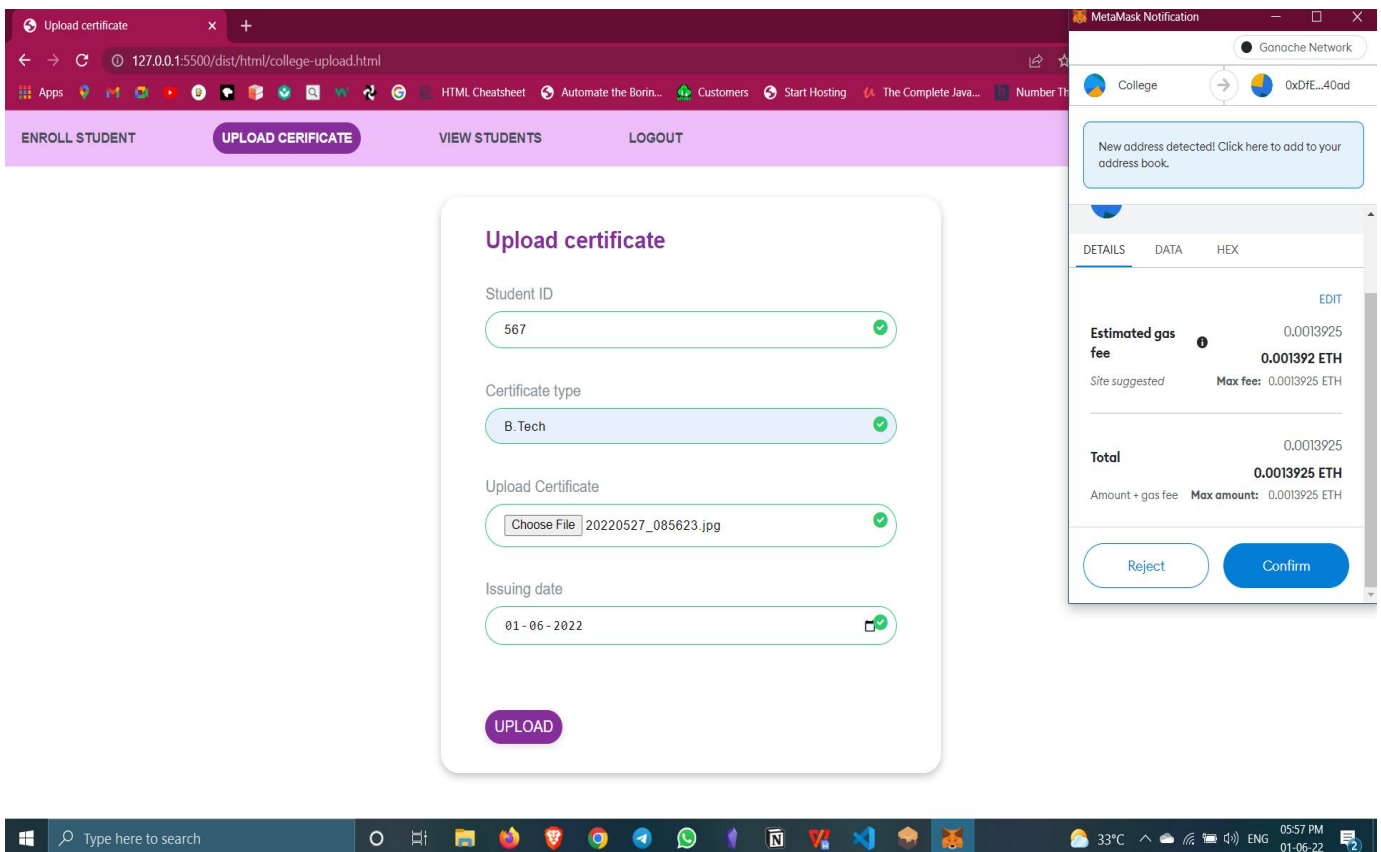 Upload certificate
MetaMask Notification
127.0.0.1:5500/dist/html/college-upload.html
Ganache Network
Apps
HTML Cheatsheet
Automate the Borin...
Customers
Start Hosting
The Complete Java...
Number Th
College
0xDfE...40ad
ENROLL STUDENT
UPLOAD CERIFICATE
VIEW STUDENTS
LOGOUT
New address detected! Click here to add to your
address book.
Upload certificate
Student ID
567
Certificate type
B.Tech
Upload Certificate
Choose File 20220527_085623.jpg
Issuing date
01-06-2022
UPLOAD
DETAILS
DATA
HEX
EDIT
Estimated gas
fee
0.0013925
0.001392 ETH
Site suggested
Max fee: 0.0013925 ETH
Total
0.0013925
0.0013925 ETH
Amount + gas fee
Max amount: 0.0013925 ETH
Reject
Confirm
Type here to search
33°C
ENG
05:57 PM
01-06-22
2